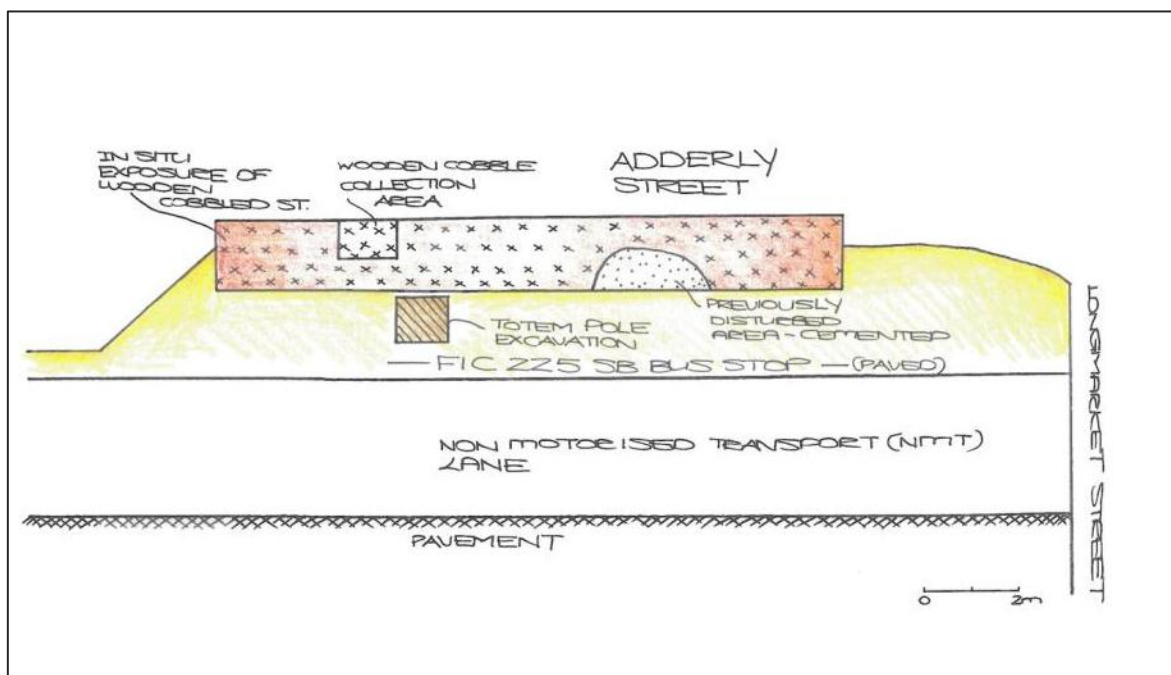 IN SITU
EXPOSURE OF
WOODEN
COBBLED ST.
WOODEN COBBLE
COLLECTION
AREA
ADDERLY
STREET
TOTEM POLE
EXCAVATION
PREVIOUSLY
DISTURBED
AREA - CEMENTED
— FIC 225 SB BUS STOP — (PAVED)
NON MOTORISED TRANSPORT (NMT)
LANE
PAVEMENT
LONGMARKET STREET
0 2m